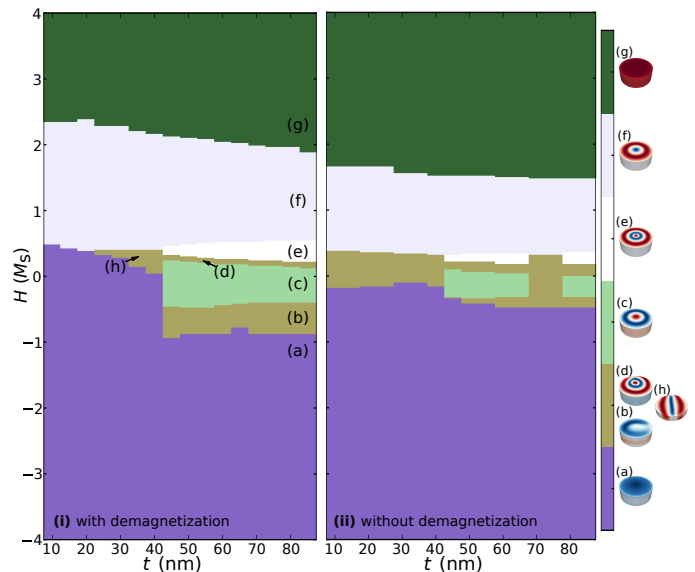 4
3
2
1
0
−1
−2
−3
−4
H (Ms)
(g)
(f)
(e)
(h)
(d)
(c)
(b)
(a)
(i) with demagnetization
10 20 30 40 50 60 70 80
t (nm)
(ii) without demagnetization
10 20 30 40 50 60 70 80
t (nm)
(g)
(f)
(e)
(c)
(d)
(h)
(b)
(a)